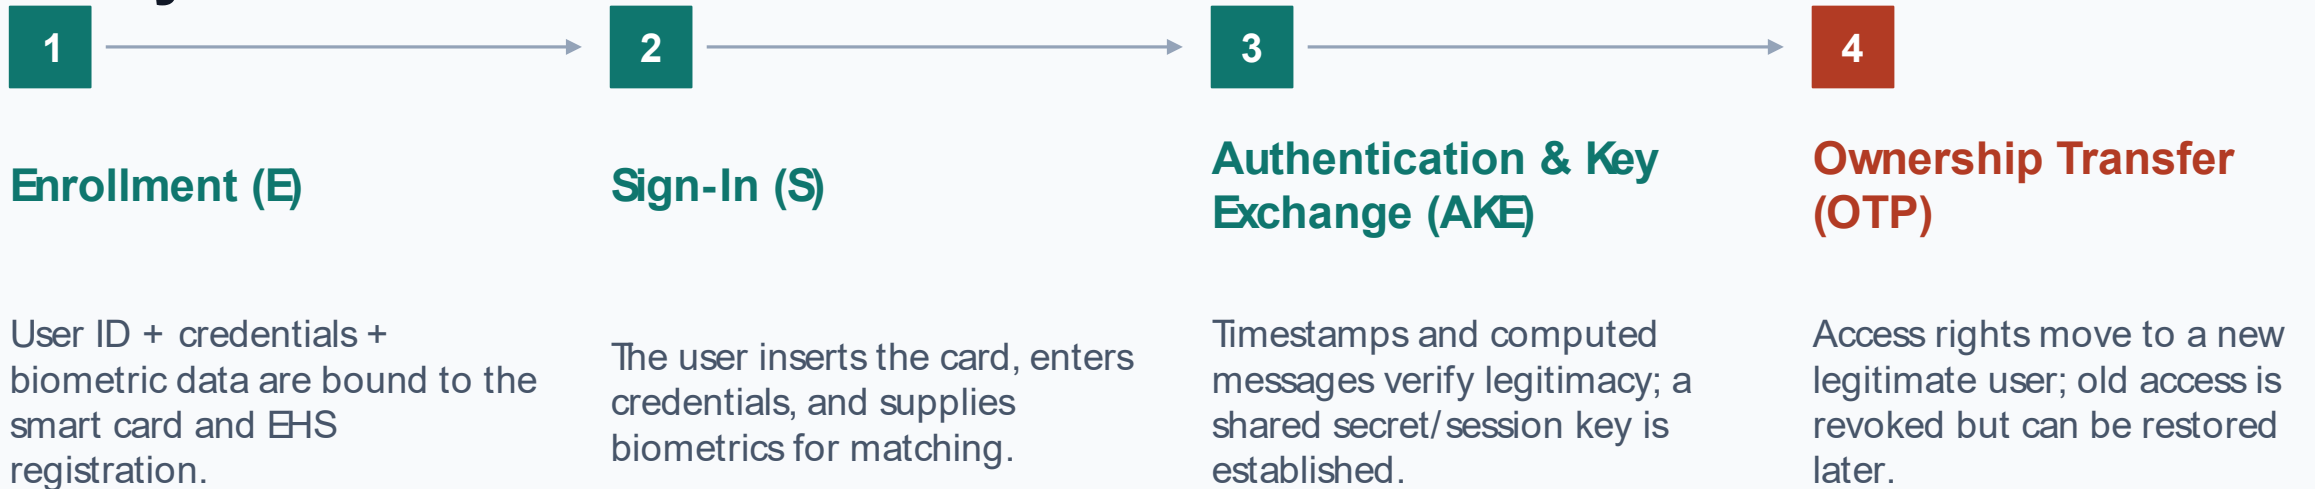 1
2
3
4
Enrollment (E)
Sign-In (S)
Authentication & Key
Exchange (AKE)
Ownership Transfer
(OTP)
User ID + credentials +
biometric data are bound to the
smart card and EHS
registration.
The user inserts the card, enters
credentials, and supplies
biometrics for matching.
Timestamps and computed
messages verify legitimacy; a
shared secret/session key is
established.
Access rights move to a new
legitimate user; old access is
revoked but can be restored
later.